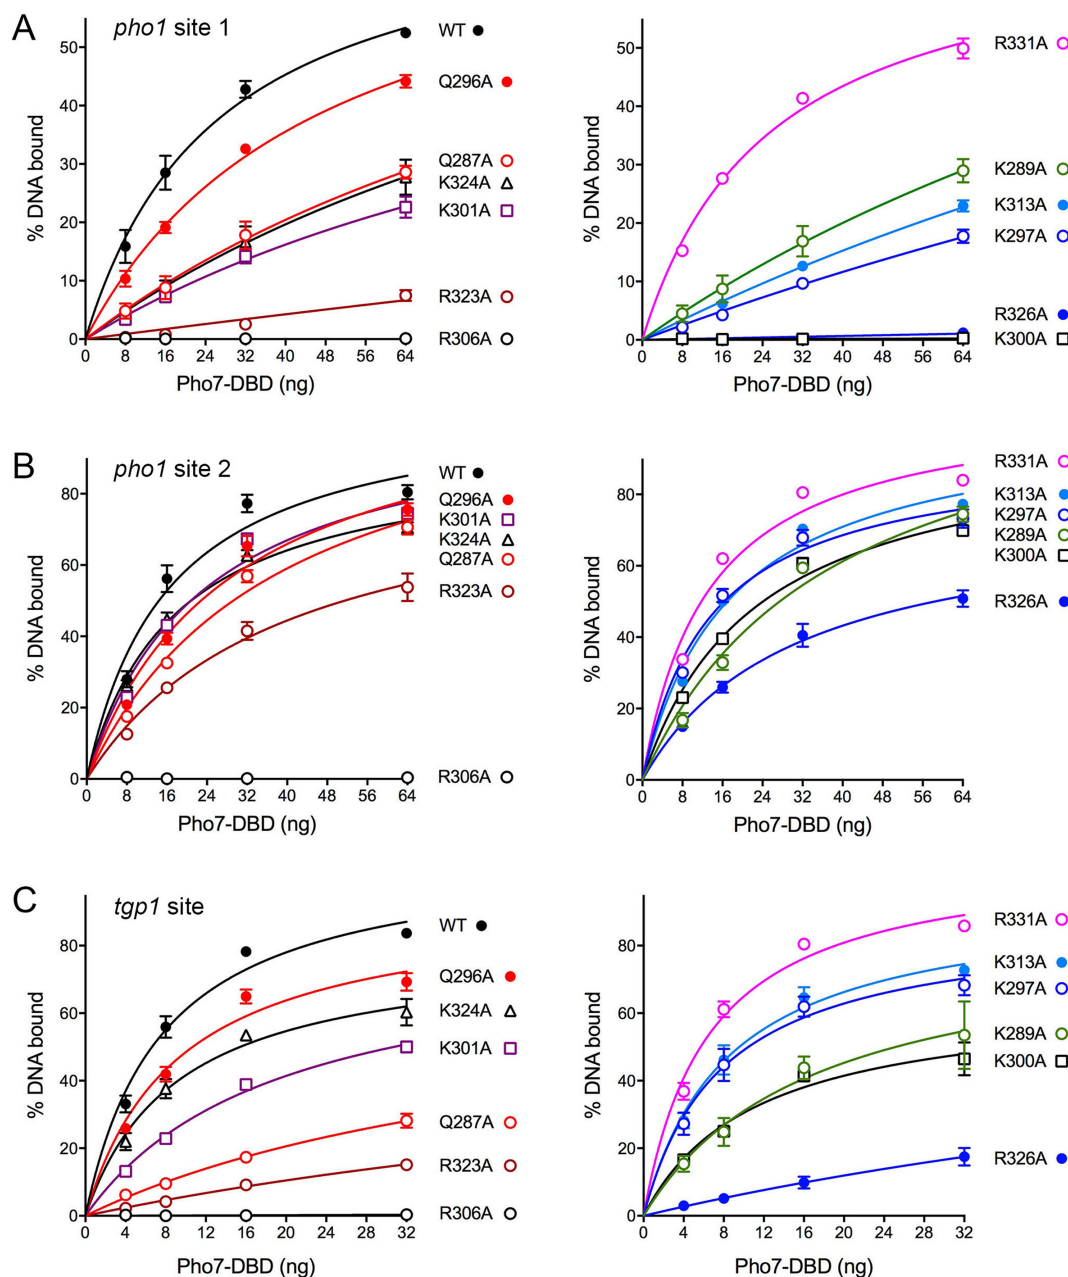 A
pho1 site 1
% DNA bound
50
40
30
20
10
0
0 8 16 24 32 40 48 56 64
Pho7-DBD (ng)
WT
Q296A
Q287A
K324A
K301A
R323A
R306A
50
40
30
20
10
0
0 8 16 24 32 40 48 56 64
Pho7-DBD (ng)
R331A
K289A
K313A
K297A
R326A
K300A
B
pho1 site 2
% DNA bound
80
60
40
20
0
0 8 16 24 32 40 48 56 64
Pho7-DBD (ng)
WT
Q296A
K301A
K324A
Q287A
R323A
R306A
80
60
40
20
0
0 8 16 24 32 40 48 56 64
Pho7-DBD (ng)
R331A
K313A
K297A
K289A
K300A
R326A
C
tgp1 site
% DNA bound
80
60
40
20
0
0 4 8 12 16 20 24 28 32
Pho7-DBD (ng)
WT
Q296A
K324A
K301A
Q287A
R323A
R306A
80
60
40
20
0
0 4 8 12 16 20 24 28 32
Pho7-DBD (ng)
R331A
K313A
K297A
K289A
K300A
R326A